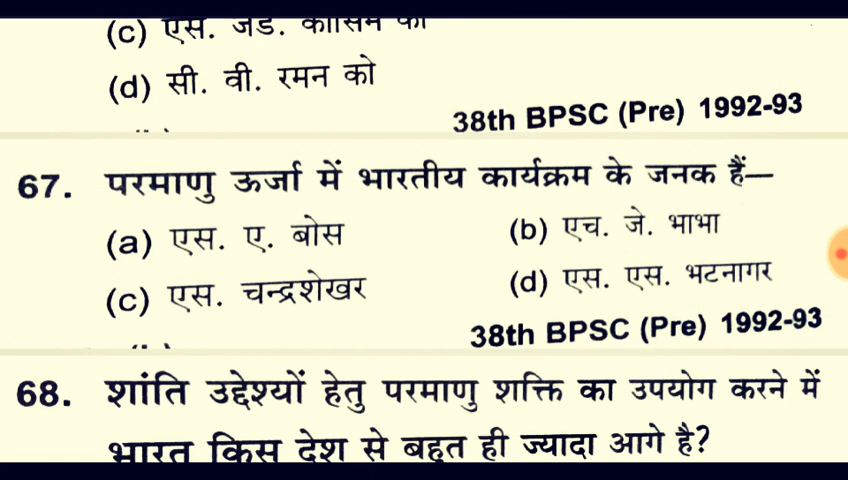 (c) एस. जेड. कासिम को
(d) सी. वी. रमन को
38th BPSC (Pre) 1992-93
67. परमाणु ऊर्जा में भारतीय कार्यक्रम के जनक हैं—
(a) एस. ए. बोस (b) एच. जे. भाभा
(c) एस. चन्द्रशेखर (d) एस. एस. भटनागर
38th BPSC (Pre) 1992-93
68. शांति उद्देश्यों हेतु परमाणु शक्ति का उपयोग करने में
भारत किस देश से बहुत ही ज्यादा आगे है?